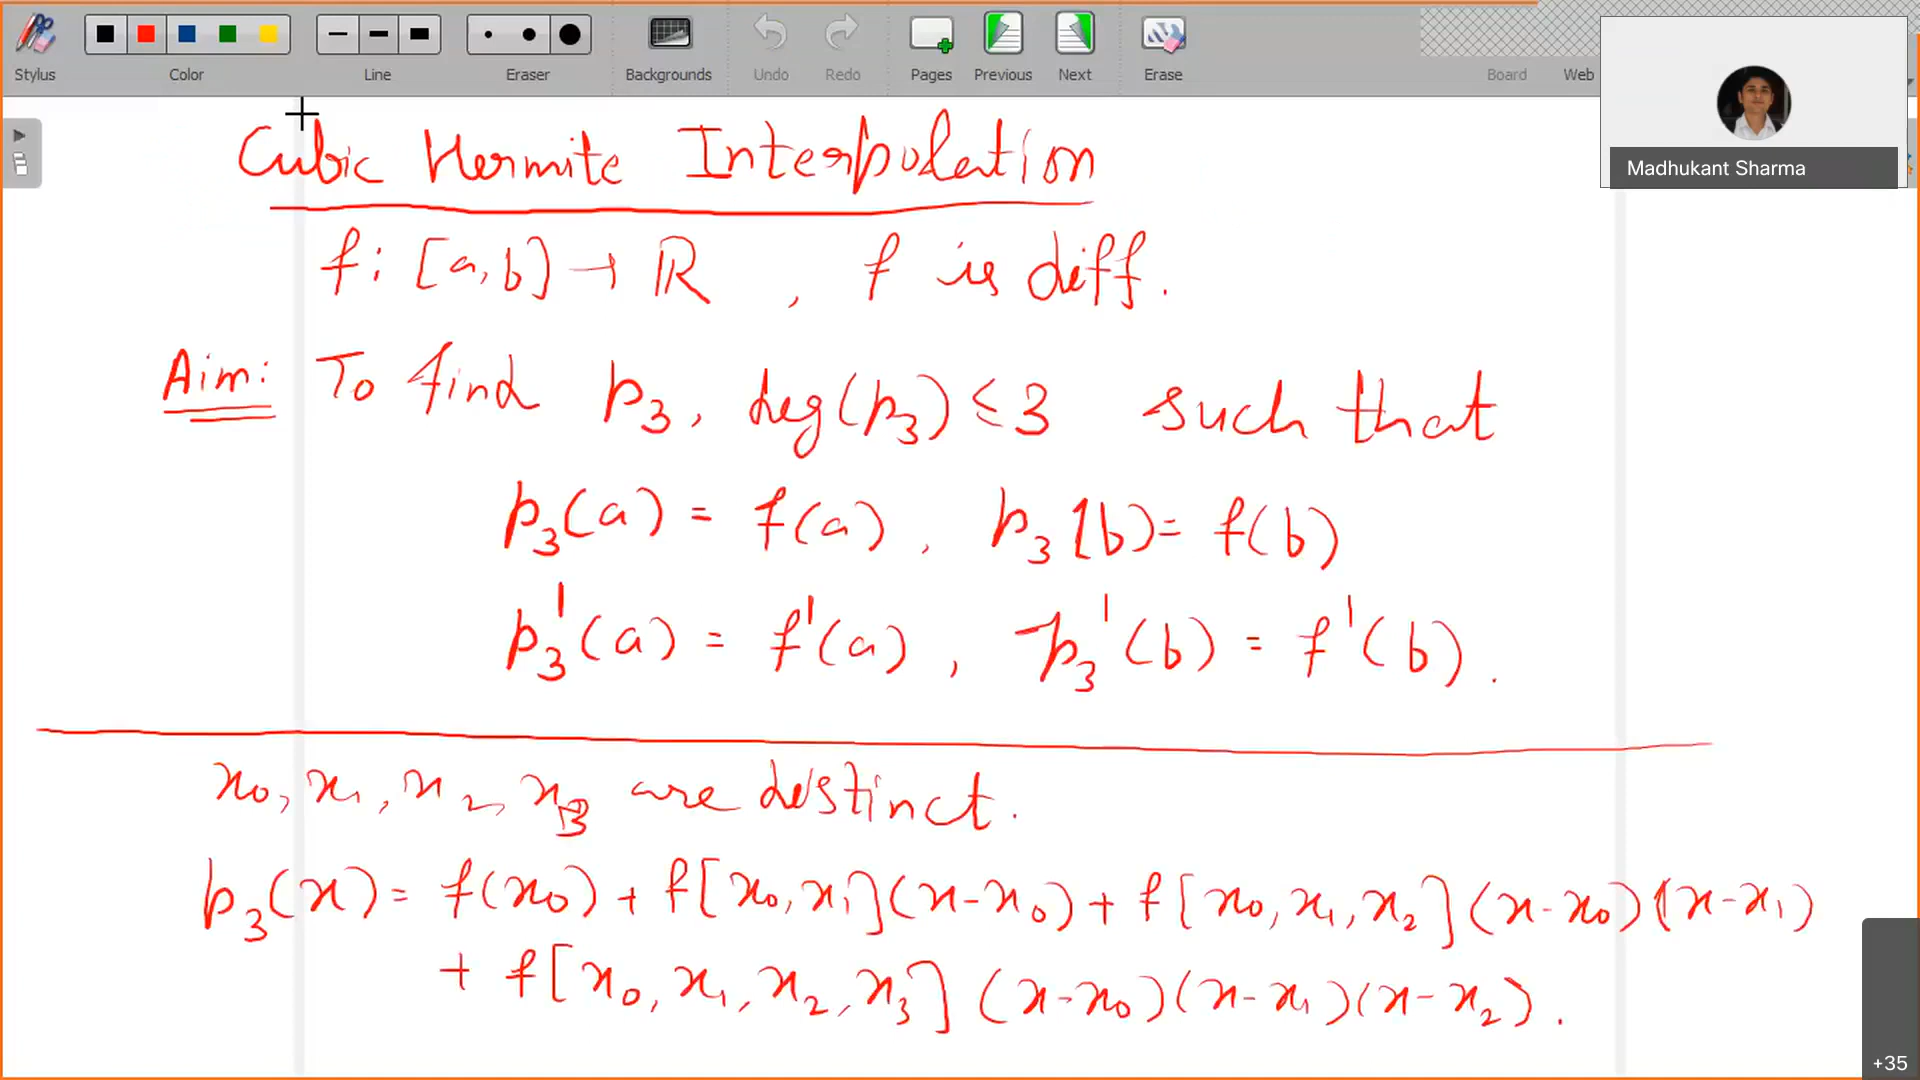 Stylus Color Line Eraser Backgrounds Undo Redo Pages Previous Next Erase Board Web
Madhukant Sharma
Cubic Hermite Interpolation
f: [a,b] → ℝ , f is diff.
Aim: To find p₃, deg(p₃) ≤ 3 such that
p₃(a) = f(a), p₃(b) = f(b)
p₃'(a) = f'(a), p₃'(b) = f'(b).
x₀, x₁, x₂, x₃ are distinct.
p₃(x) = f(x₀) + f[x₀,x₁](x-x₀) + f[x₀,x₁,x₂](x-x₀)(x-x₁)
+ f[x₀,x₁,x₂,x₃](x-x₀)(x-x₁)(x-x₂).
+35